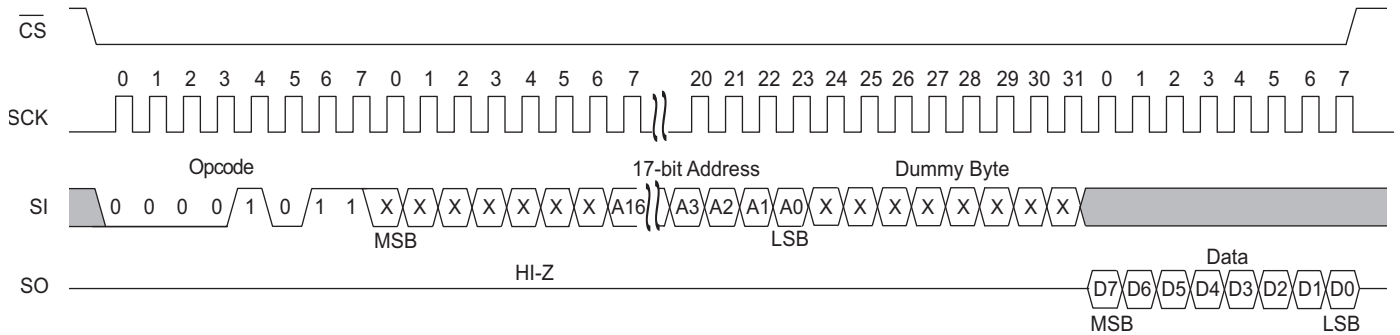 CS
0 1 2 3 4 5 6 7 0 1 2 3 4 5 6 7 20 21 22 23 24 25 26 27 28 29 30 31 0 1 2 3 4 5 6 7
SCK
Opcode 17-bit Address Dummy Byte
SI 0 0 0 0 1 0 1 1 X X X X X X X A16 A3 A2 A1 A0 X X X X X X X X
MSB LSB
HI-Z Data
SO D7 D6 D5 D4 D3 D2 D1 D0
MSB LSB